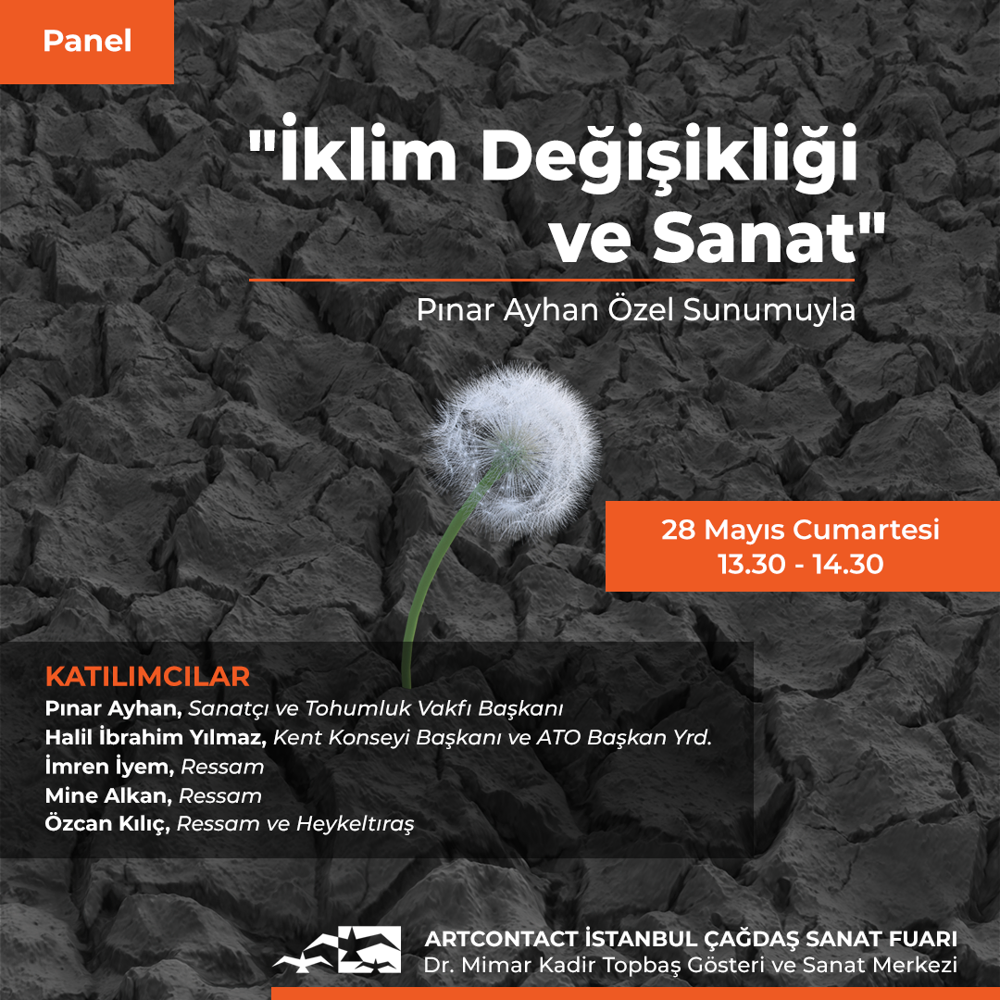 Panel
"İklim Değişikliği
ve Sanat"
Pınar Ayhan Özel Sunumuyla
28 Mayıs Cumartesi
13.30 - 14.30
KATILIMCILAR
Pınar Ayhan, Sanatçı ve Tohumluk Vakfı Başkanı
Halil İbrahim Yılmaz, Kent Konseyi Başkanı ve ATO Başkan Yrd.
İmren İyem, Ressam
Mine Alkan, Ressam
Özcan Kılıç, Ressam ve Heykeltıraş
ARTCONTACT İSTANBUL ÇAĞDAŞ SANAT FUARI
Dr. Mimar Kadir Topbaş Gösteri ve Sanat Merkezi